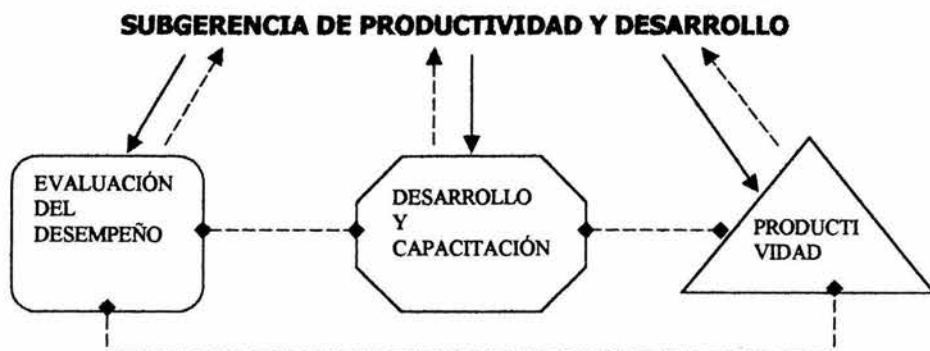 SUBGERENCIA DE PRODUCTIVIDAD Y DESARROLLO
EVALUACIÓN
DEL
DESEMPEÑO
DESARROLLO
Y
CAPACITACIÓN
PRODUCTI
VIDAD